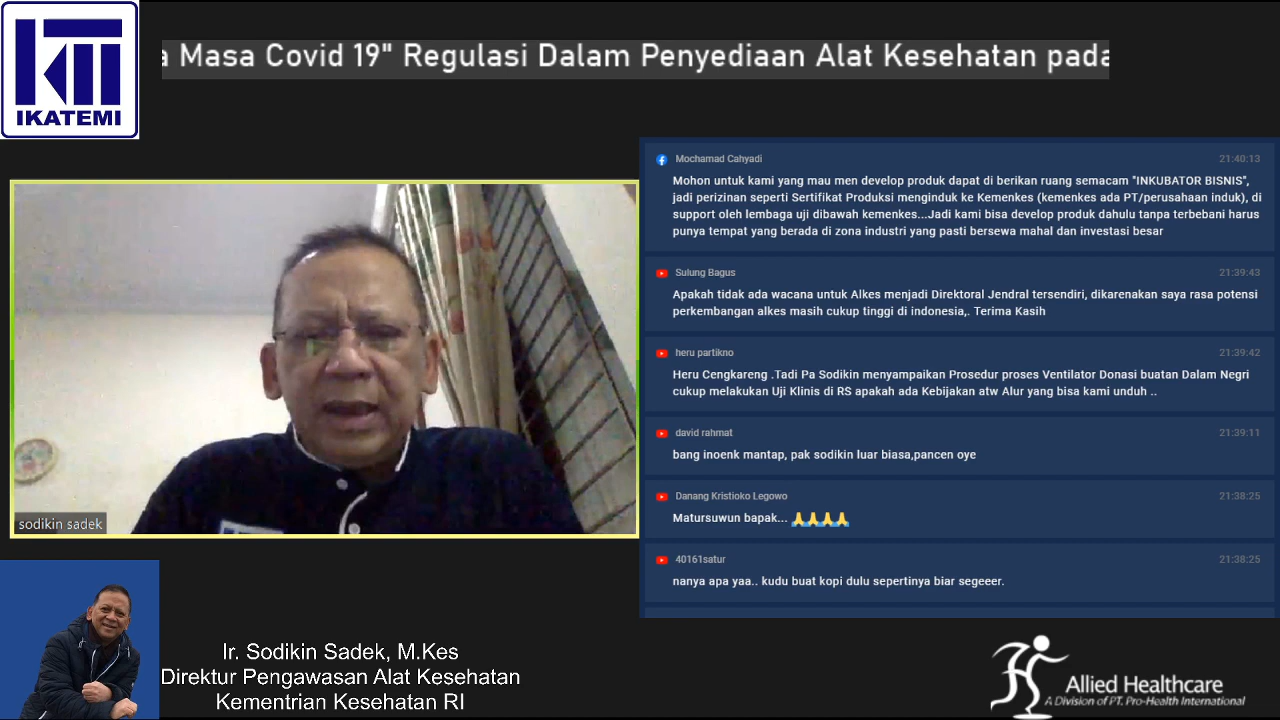 KTI
IKATEMI
a Masa Covid 19" Regulasi Dalam Penyediaan Alat Kesehatan pada
Mochamad Cahyadi
21:40:13
Mohon untuk kami yang mau men develop produk dapat di berikan ruang semacam "INKUBATOR BISNIS",
jadi perizinan seperti Sertifikat Produksi menginduk ke Kemenkes (kemenkes ada PT/perusahaan induk), di
support oleh lembaga uji dibawah kemenkes...Jadi kami bisa develop produk dahulu tanpa terbebani harus
punya tempat yang berada di zona industri yang pasti bersewa mahal dan investasi besar
Sulung Bagus
21:39:43
Apakah tidak ada wacana untuk Alkes menjadi Direktoral Jendral tersendiri, dikarenakan saya rasa potensi
perkembangan alkes masih cukup tinggi di indonesia,. Terima Kasih
heru partikno
21:39:42
Heru Cengkareng .Tadi Pa Sodikin menyampaikan Prosedur proses Ventilator Donasi buatan Dalam Negri
cukup melakukan Uji Klinis di RS apakah ada Kebijakan atw Alur yang bisa kami unduh ..
david rahmat
21:39:11
bang inoenk mantap, pak sodikin luar biasa,pancen oye
Danang Kristioko Legowo
21:38:25
Matursuwun bapak... 🙏🙏🙏🙏
40161satur
21:38:25
nanya apa yaa.. kudu buat kopi dulu sepertinya biar segeeer.
sodikin sadek
Ir. Sodikin Sadek, M.Kes
Direktur Pengawasan Alat Kesehatan
Kementrian Kesehatan RI
Allied Healthcare
A Division of PT. Pro-Health International